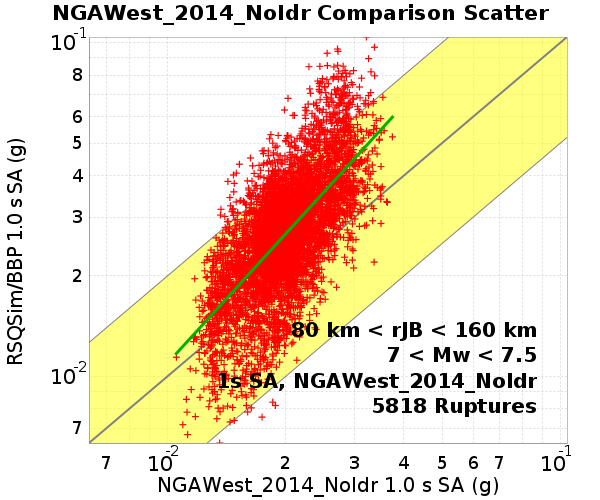 NGAWest_2014_NoIdr Comparison Scatter
RSQSim/BBP 1.0 s SA (g)
10⁻¹
8
6
5
4
3
2
10⁻²
7
80 km < rJB < 160 km
7 < Mw < 7.5
1s SA, NGAWest_2014_NoIdr
5818 Ruptures
7 10⁻² 2 3 4 5 6 7 10⁻¹
NGAWest_2014_NoIdr 1.0 s SA (g)